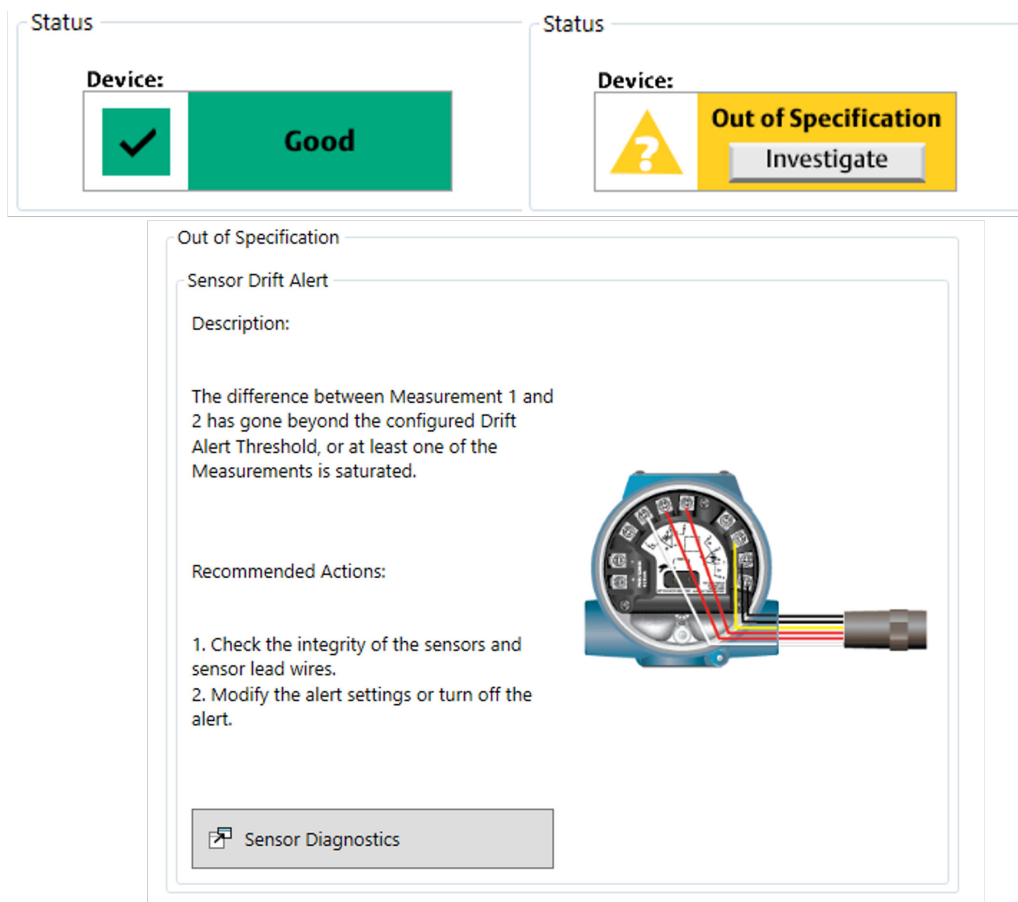 Status
Device:
Good
Status
Device:
Out of Specification
Investigate
Out of Specification
Sensor Drift Alert
Description:
The difference between Measurement 1 and
2 has gone beyond the configured Drift
Alert Threshold, or at least one of the
Measurements is saturated.
Recommended Actions:
1. Check the integrity of the sensors and
sensor lead wires.
2. Modify the alert settings or turn off the
alert.
Sensor Diagnostics